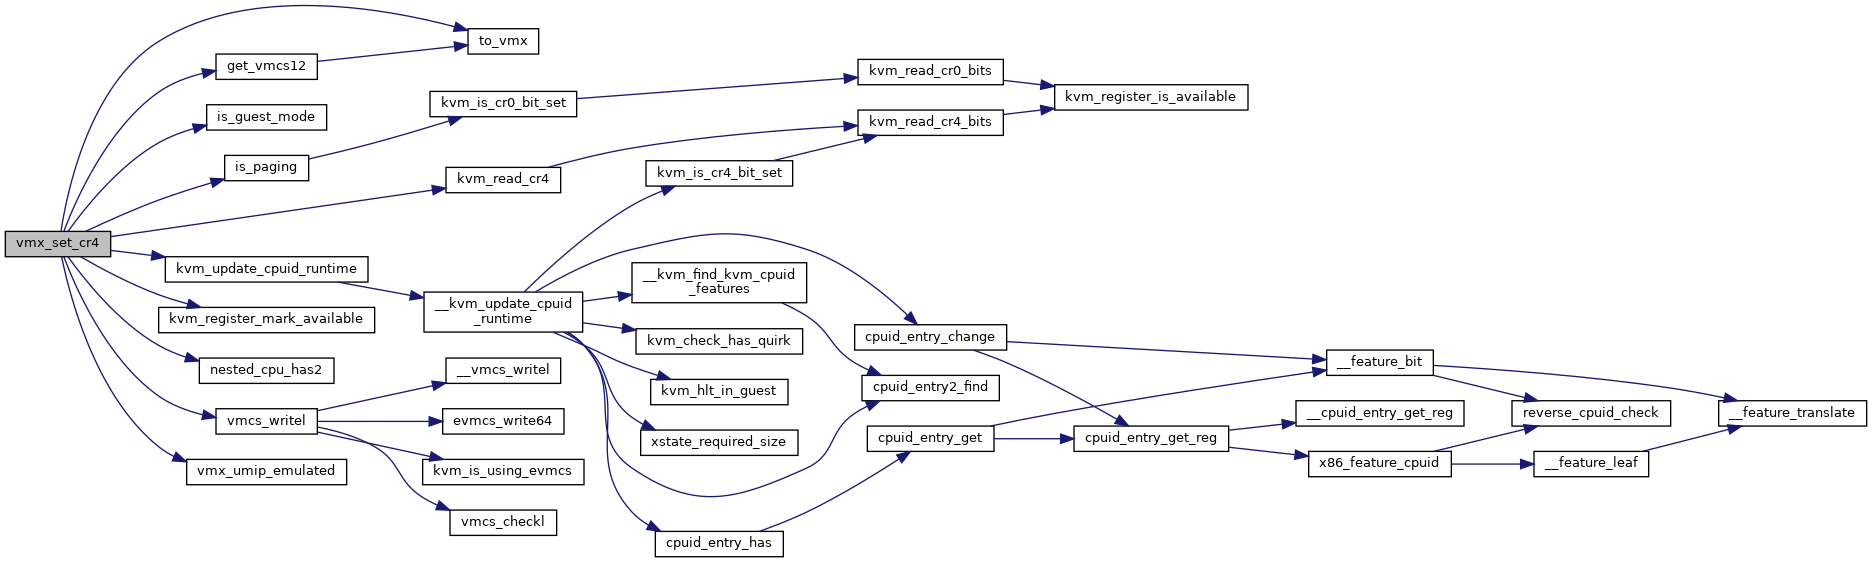 vmx_set_cr4
to_vmx
get_vmcs12
is_guest_mode
is_paging
kvm_is_cr0_bit_set
kvm_read_cr0_bits
kvm_register_is_available
kvm_read_cr4
kvm_read_cr4_bits
kvm_update_cpuid_runtime
__kvm_update_cpuid
_runtime
kvm_is_cr4_bit_set
__kvm_find_kvm_cpuid
_features
cpuid_entry2_find
kvm_check_has_quirk
kvm_hlt_in_guest
xstate_required_size
cpuid_entry_change
__feature_bit
reverse_cpuid_check
__feature_translate
cpuid_entry_get
cpuid_entry_get_reg
__cpuid_entry_get_reg
x86_feature_cpuid
__feature_leaf
cpuid_entry_has
kvm_register_mark_available
nested_cpu_has2
vmcs_writel
__vmcs_writel
evmcs_write64
kvm_is_using_evmcs
vmcs_checkl
vmx_umip_emulated